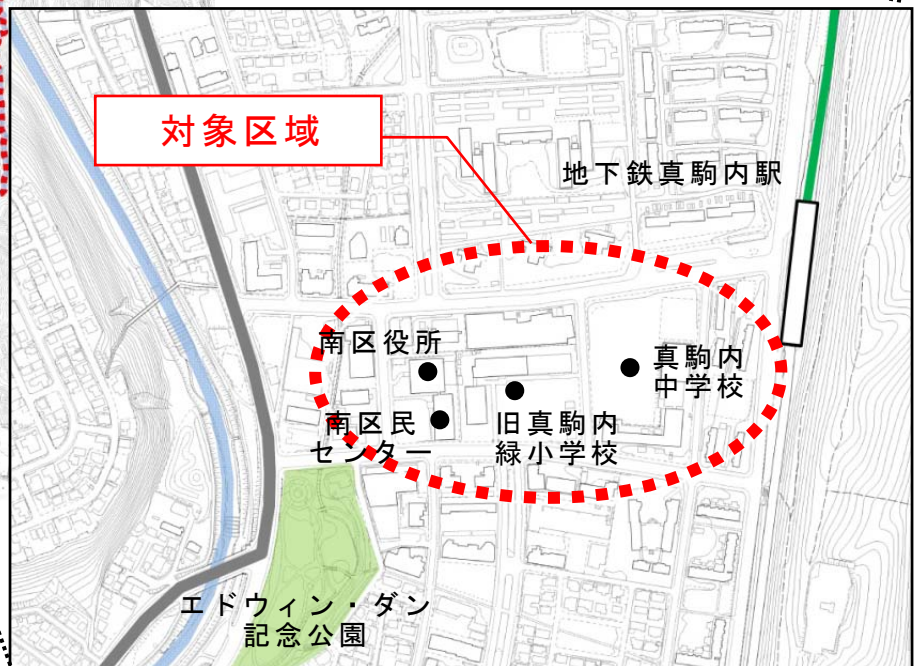 対象区域
地下鉄真駒内駅
南区役所
真駒内
中学校
南区民
センター
旧真駒内
緑小学校
エドウィン・ダン
記念公園